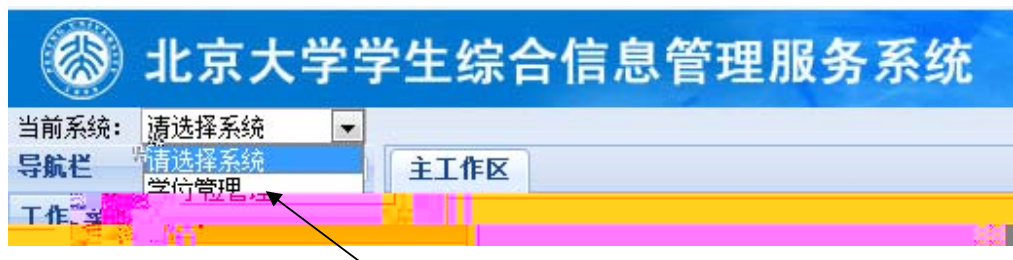 北京大学学生综合信息管理服务系统
当前系统： 请选择系统
导航栏 请选择系统 主工作区
学位管理
工作